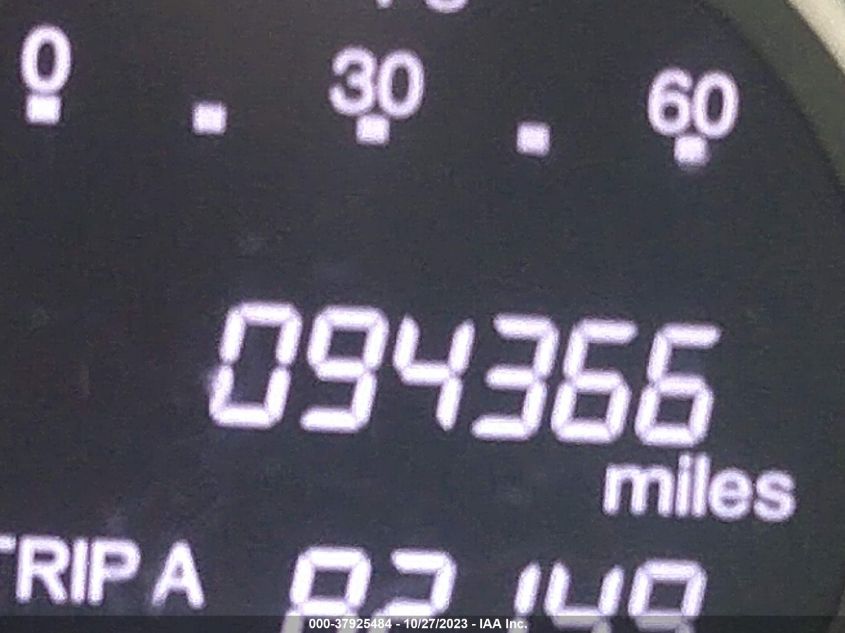 0 30 60
094366
miles
TRIP A
000-37925484 - 10/27/2023 - IAA Inc.